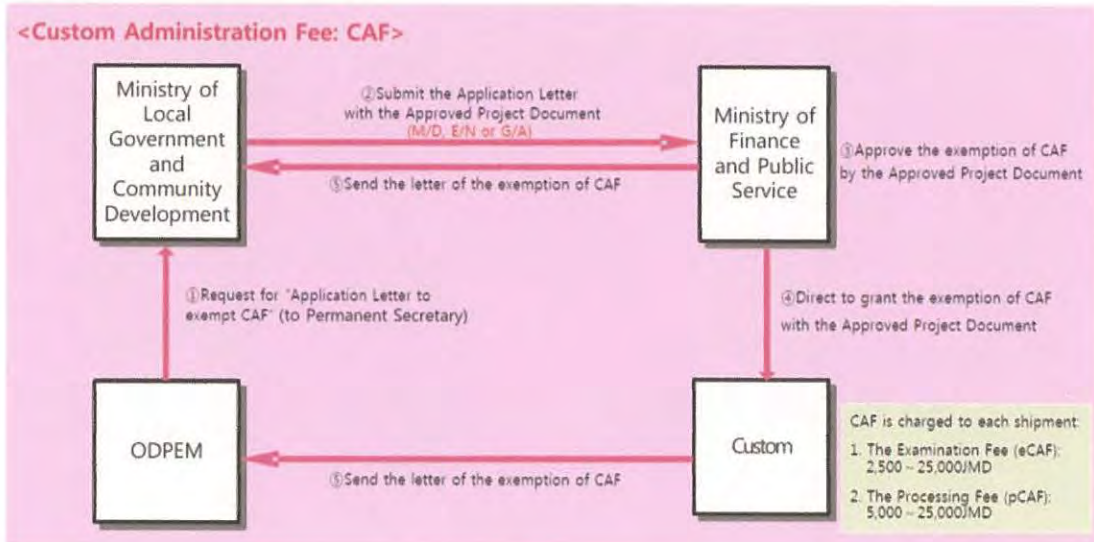 <Custom Administration Fee: CAF>
Ministry of
Local
Government
and
Community
Development
②Submit the Application Letter
with the Approved Project Document
(M/D, E/N or G/A)
⑤Send the letter of the exemption of CAF
Ministry of
Finance
and Public
Service
③Approve the exemption of CAF
by the Approved Project Document
①Request for "Application Letter to
exempt CAF" (to Permanent Secretary)
④Direct to grant the exemption of CAF
with the Approved Project Document
ODPEM
⑤Send the letter of the exemption of CAF
Custom
CAF is charged to each shipment:
1. The Examination Fee (eCAF):
2,500 ~ 25,000JMD
2. The Processing Fee (pCAF):
5,000 ~ 25,000JMD